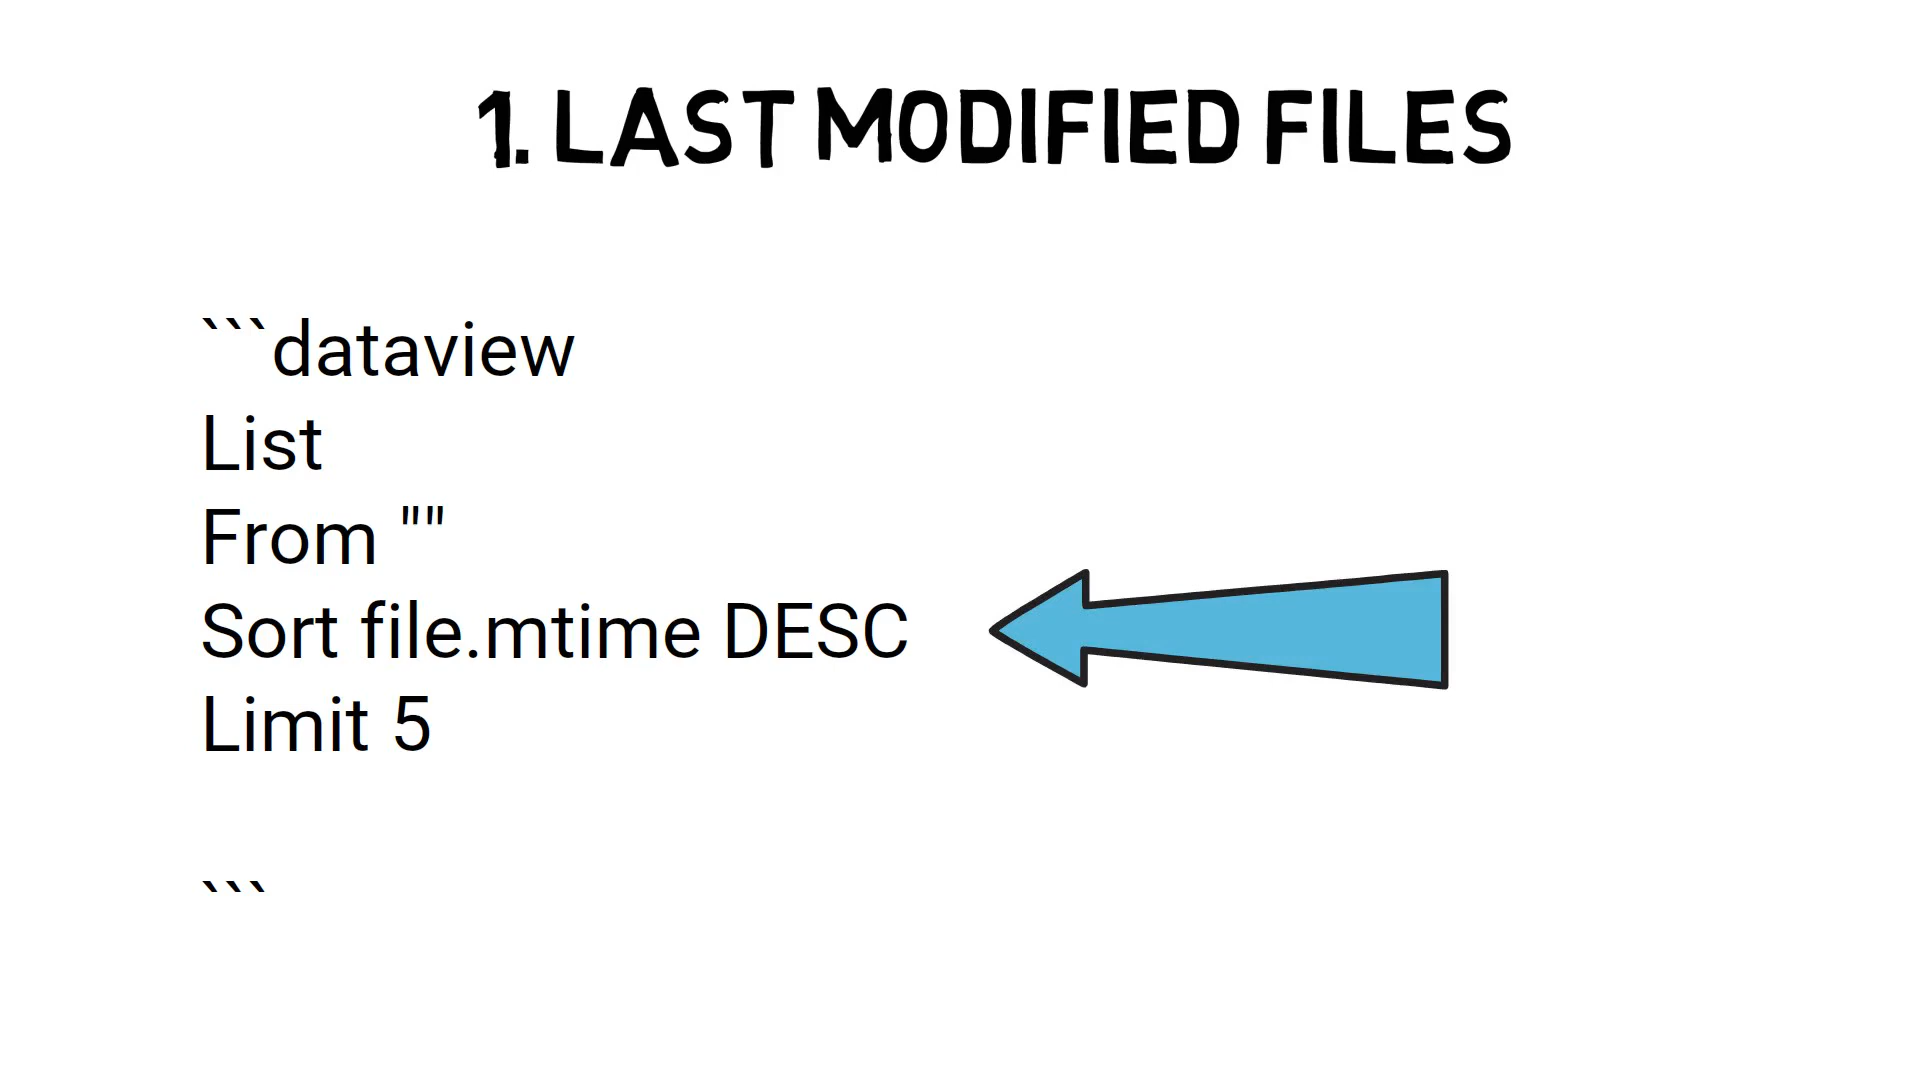 1. LAST MODIFIED FILES
```dataview
List
From ""
Sort file.mtime DESC
Limit 5
```